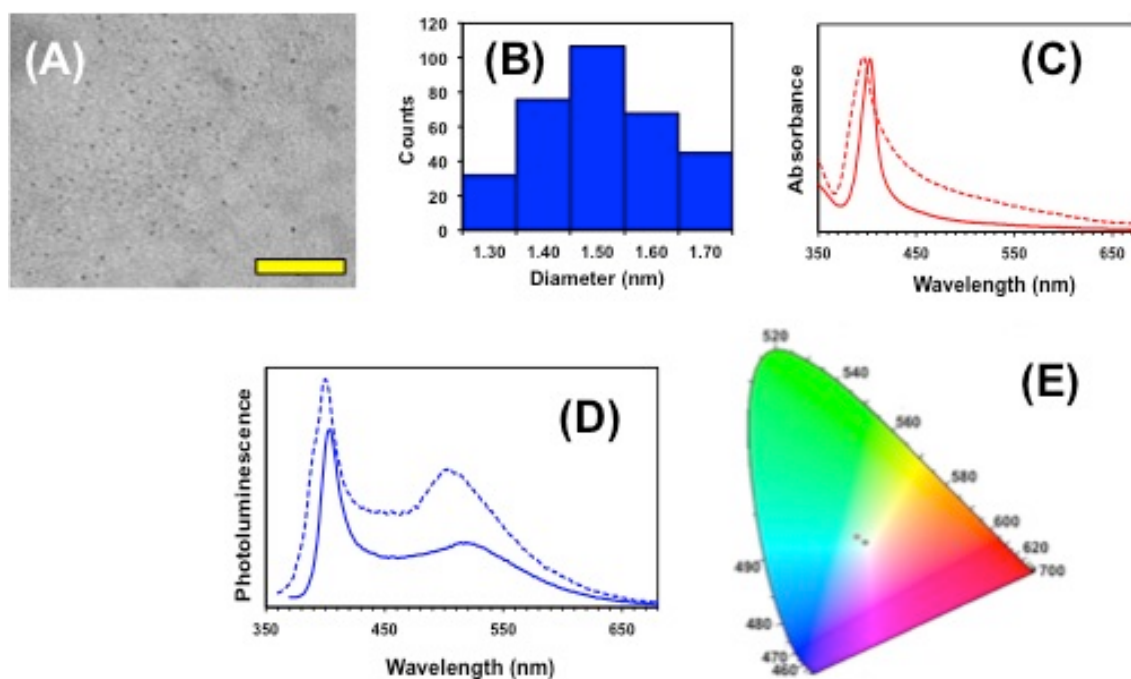 (A)
(B)
120
100
80
60
40
20
0
Counts
1.30 1.40 1.50 1.60 1.70
Diameter (nm)
(C)
Absorbance
350 450 550 650
Wavelength (nm)
(D)
Photoluminescence
350 450 550 650
Wavelength (nm)
(E)
520
540
560
580
600
620
700
490
480
470
460